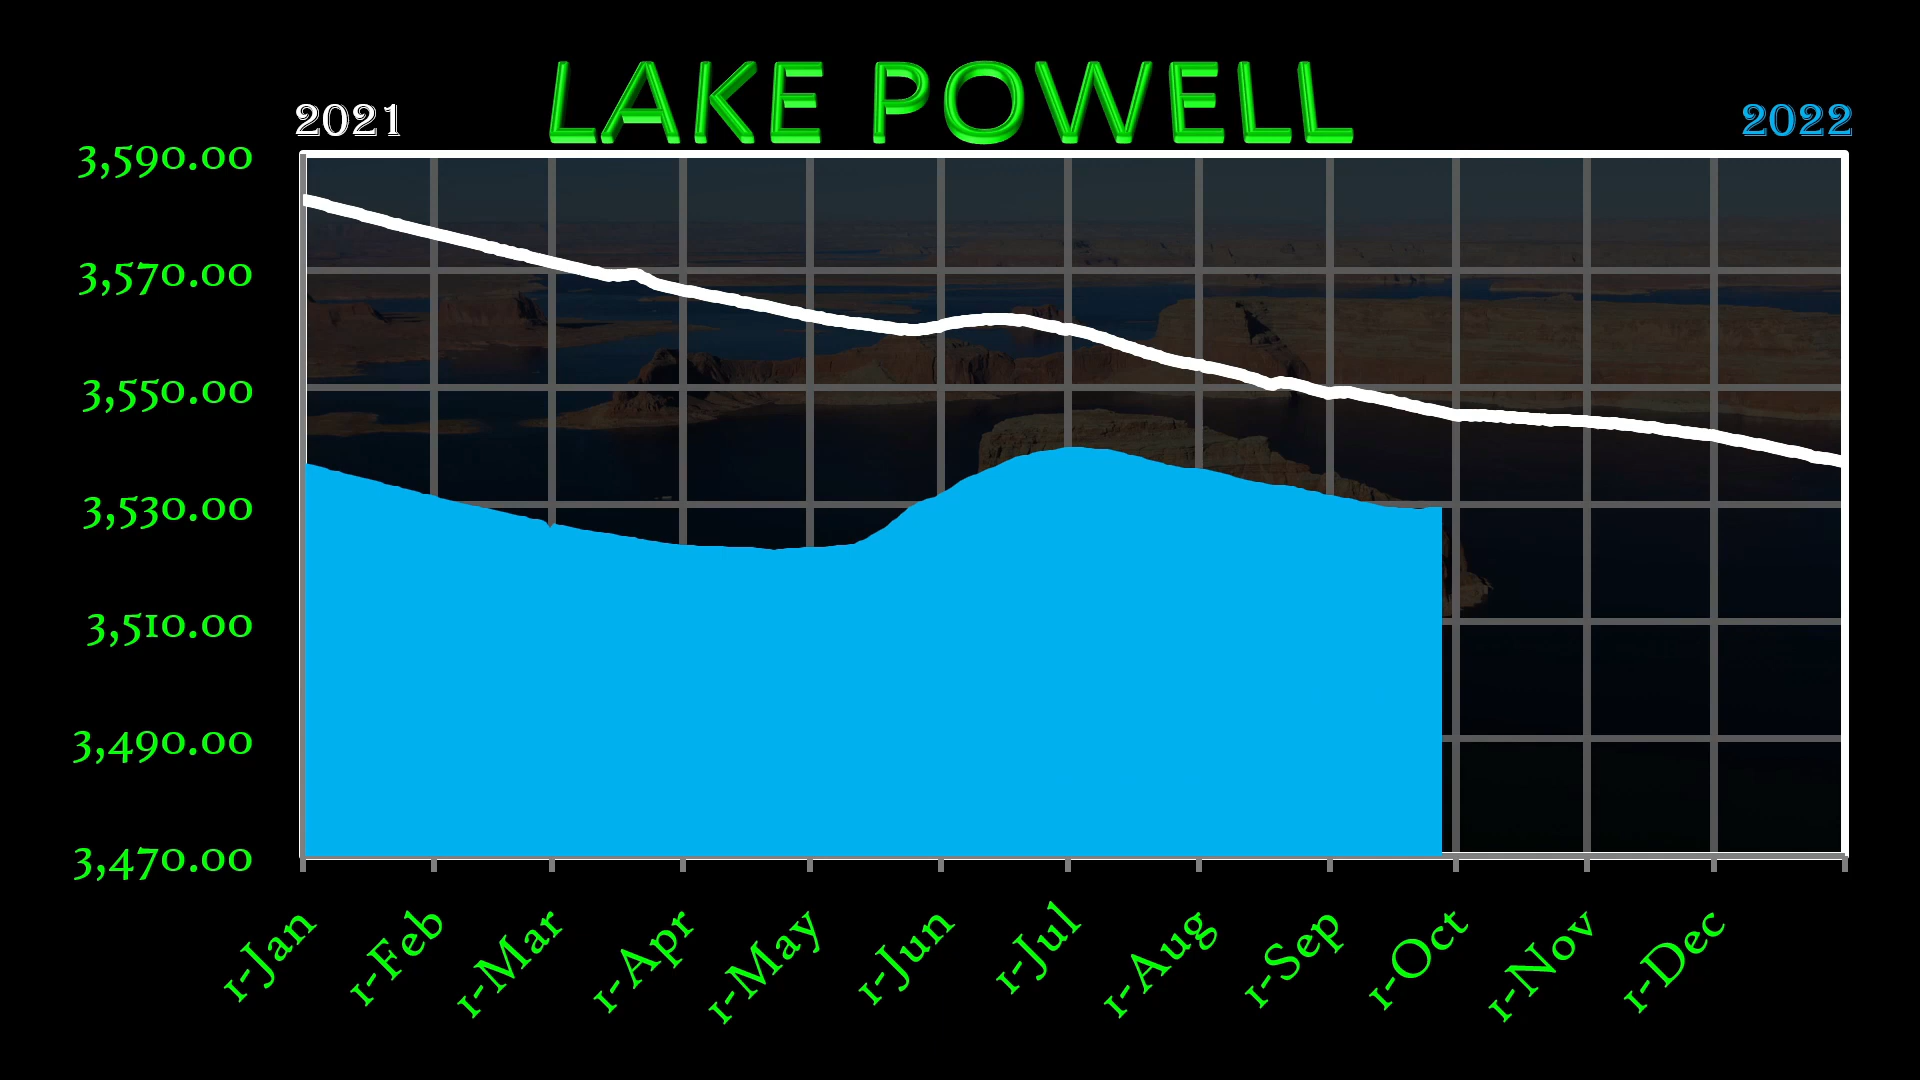 LAKE POWELL
2021
2022
3,590.00
3,570.00
3,550.00
3,530.00
3,510.00
3,490.00
3,470.00
1-Jan
1-Feb
1-Mar
1-Apr
1-May
1-Jun
1-Jul
1-Aug
1-Sep
1-Oct
1-Nov
1-Dec